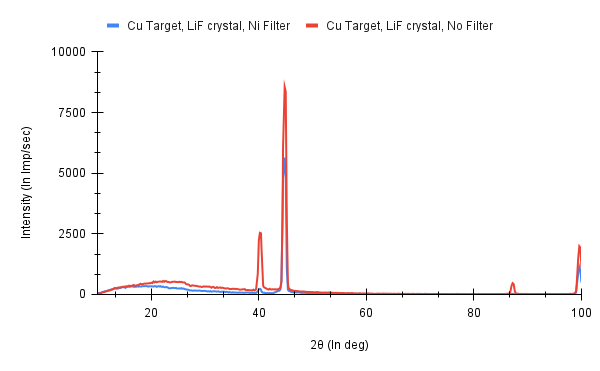 Cu Target, LiF crystal, Ni Filter Cu Target, LiF crystal, No Filter
10000
7500
5000
2500
0
Intensity (In Imp/sec)
20 40 60 80 100
2θ (In deg)